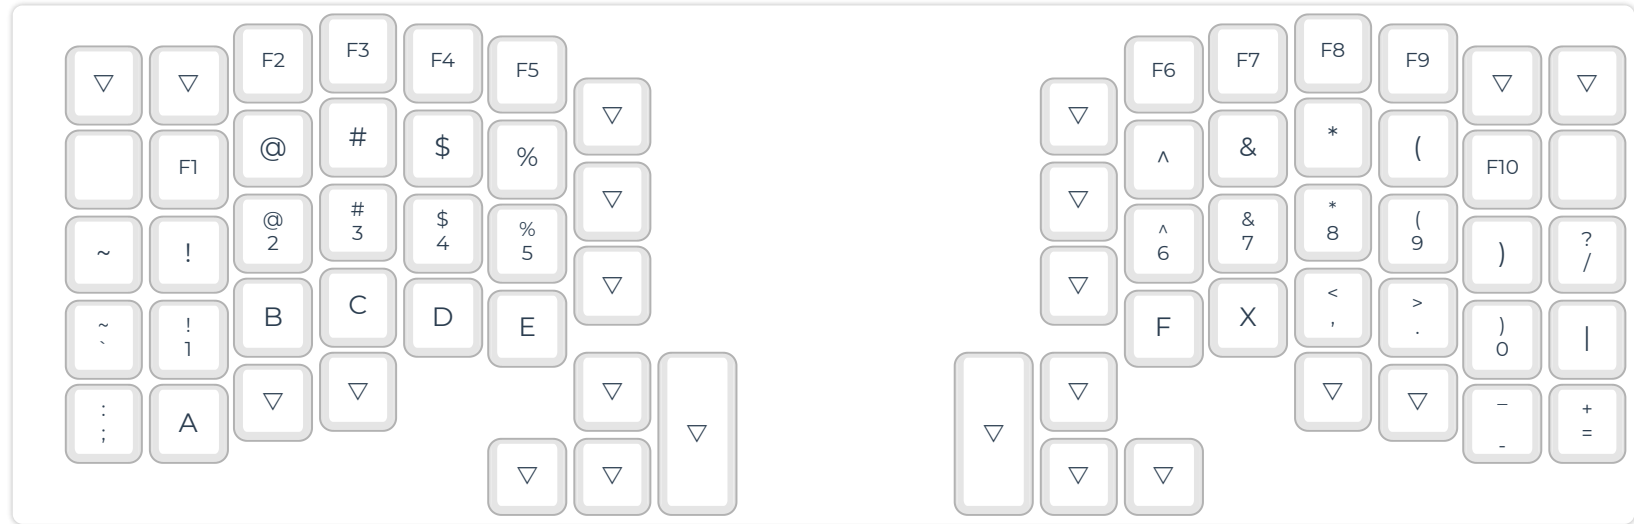 ▽ ▽ F2 F3 F4 F5 ▽ ▽ F6 F7 F8 F9 ▽ ▽
F1 @ # $ % ▽ ▽ ^ & * ( F10
~ ! @ # $ % ▽ ▽ ^ & * ( ) ?
2 3 4 5 6 7 8 9 /
~ ! B C D E F X < > ) |
` 1 , . 0
: A ▽ ▽ ▽ ▽ ▽ ▽ ▽ ▽ _ +
; - =
▽ ▽ ▽ ▽